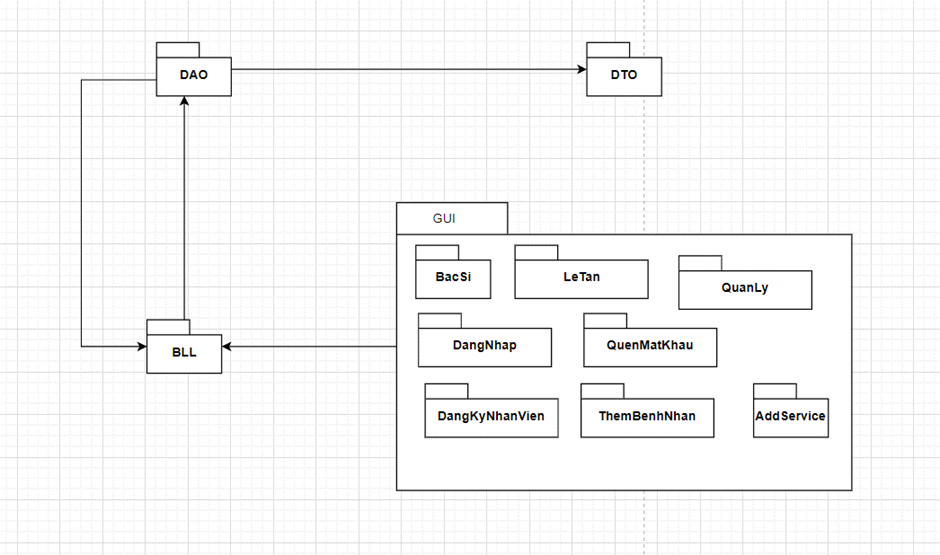 DAO
DTO
GUI
BacSi
LeTan
QuanLy
DangNhap
QuenMatKhau
BLL
DangKyNhanVien
ThemBenhNhan
AddService